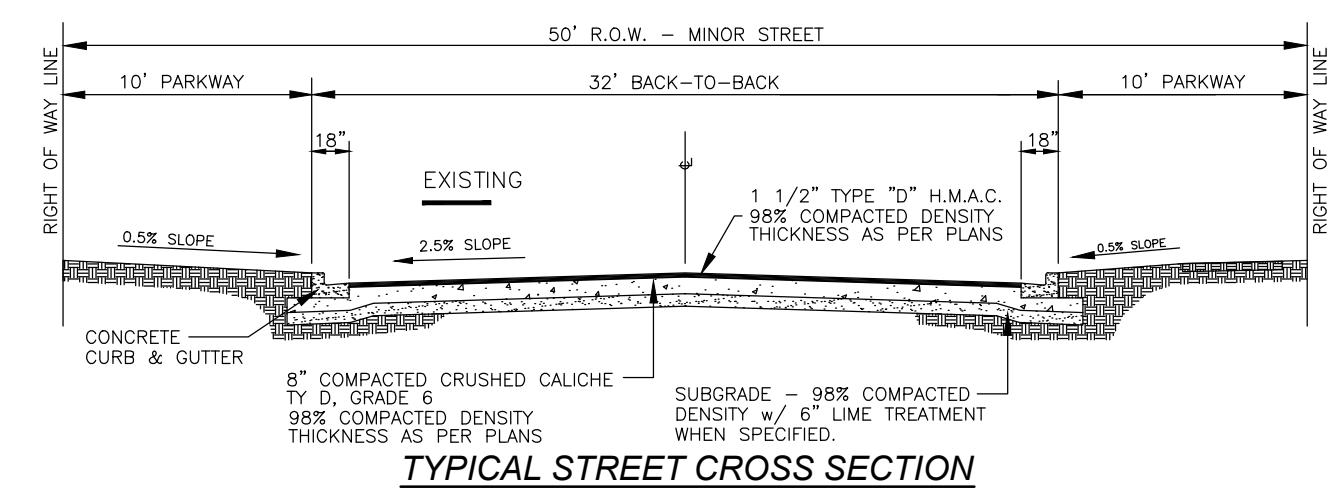 50' R.O.W. – MINOR STREET
10' PARKWAY
32' BACK–TO–BACK
10' PARKWAY
RIGHT OF WAY LINE
RIGHT OF WAY LINE
18"
18"
EXISTING
℄
1 1/2" TYPE "D" H.M.A.C.
98% COMPACTED DENSITY
THICKNESS AS PER PLANS
0.5% SLOPE
2.5% SLOPE
0.5% SLOPE
CONCRETE
CURB & GUTTER
8" COMPACTED CRUSHED CALICHE
TY D, GRADE 6
98% COMPACTED DENSITY
THICKNESS AS PER PLANS
SUBGRADE – 98% COMPACTED
DENSITY w/ 6" LIME TREATMENT
WHEN SPECIFIED.
TYPICAL STREET CROSS SECTION